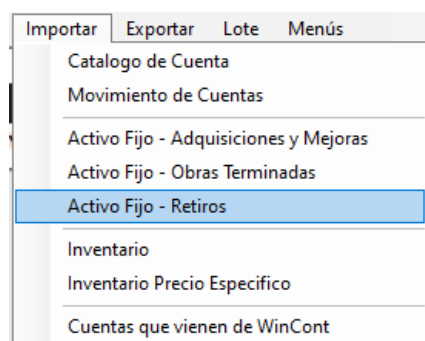 Importar Exportar Lote Menús
Catalogo de Cuenta
Movimiento de Cuentas
Activo Fijo - Adquisiciones y Mejoras
Activo Fijo - Obras Terminadas
Activo Fijo - Retiros
Inventario
Inventario Precio Especifico
Cuentas que vienen de WinCont